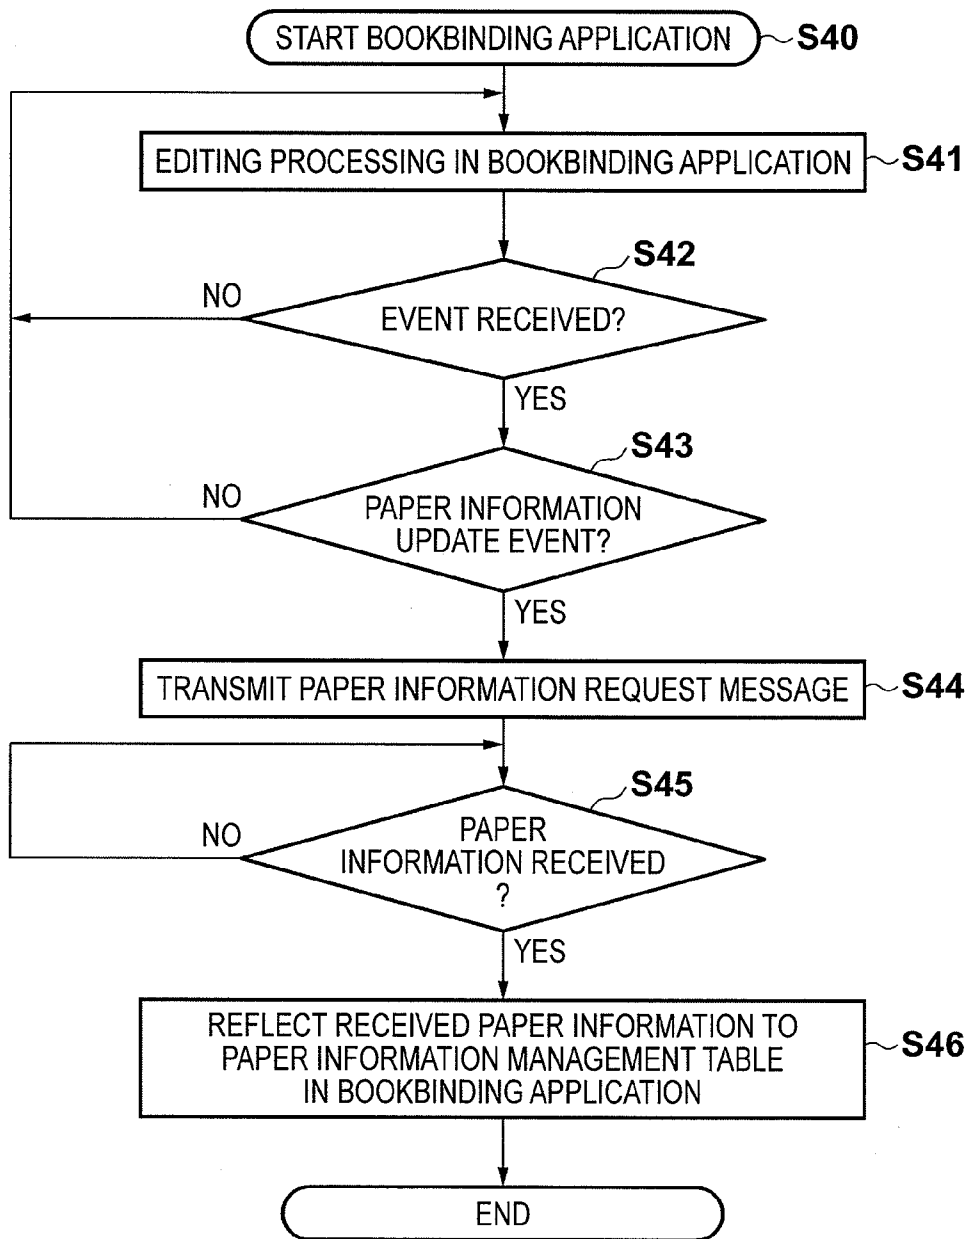 START BOOKBINDING APPLICATION S40
EDITING PROCESSING IN BOOKBINDING APPLICATION S41
S42
NO
EVENT RECEIVED?
YES
S43
NO
PAPER INFORMATION
UPDATE EVENT?
YES
TRANSMIT PAPER INFORMATION REQUEST MESSAGE S44
S45
NO
PAPER
INFORMATION RECEIVED
?
YES
REFLECT RECEIVED PAPER INFORMATION TO
PAPER INFORMATION MANAGEMENT TABLE S46
IN BOOKBINDING APPLICATION
END